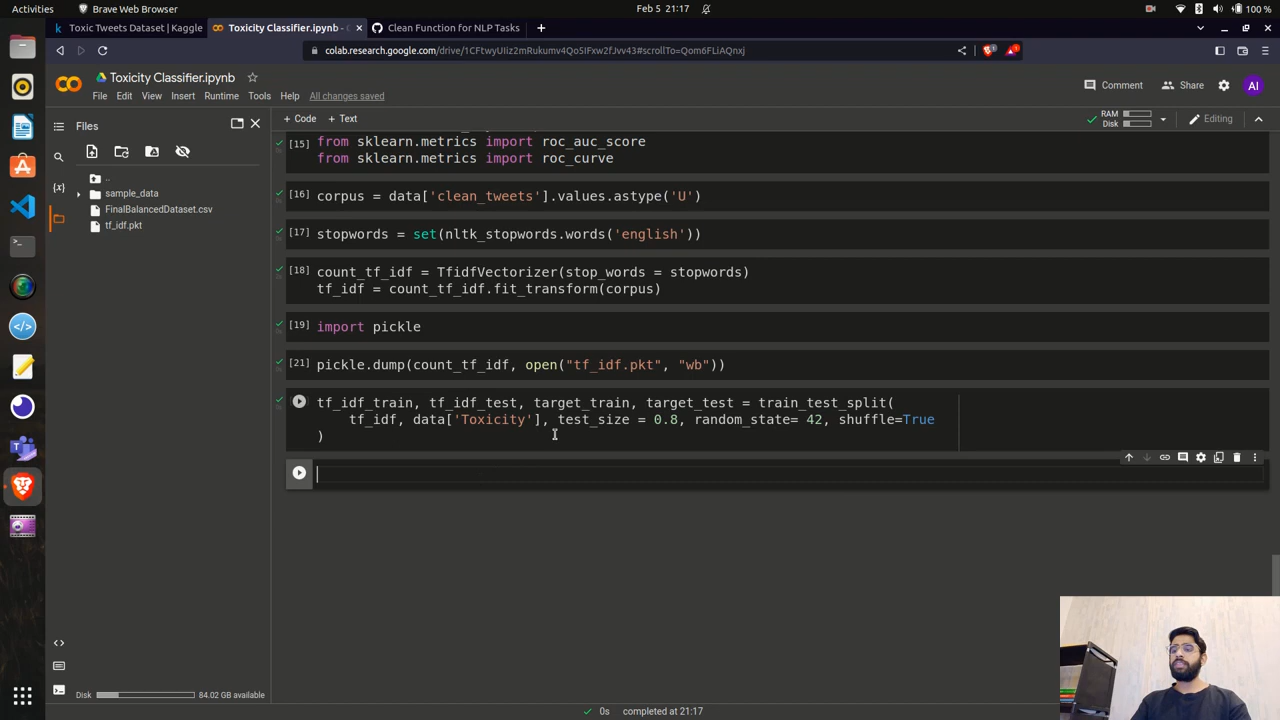 Activities
Brave Web Browser
Feb 5 21:17
100 %
Toxic Tweets Dataset | Kaggle
Toxicity Classifier.ipynb -
Clean Function for NLP Tasks
colab.research.google.com/drive/1CFtwyUIiz2mRukumv4Qo5IFxw2fJvv43#scrollTo=Qom6FLiAQnxj
Toxicity Classifier.ipynb
Comment
Share
AI
File Edit View Insert Runtime Tools Help All changes saved
Files
+ Code + Text
RAM
Disk
Editing
..
sample_data
FinalBalancedDataset.csv
tf_idf.pkt
[15] from sklearn.metrics import roc_auc_score
from sklearn.metrics import roc_curve
[16] corpus = data['clean_tweets'].values.astype('U')
[17] stopwords = set(nltk_stopwords.words('english'))
[18] count_tf_idf = TfidfVectorizer(stop_words = stopwords)
tf_idf = count_tf_idf.fit_transform(corpus)
[19] import pickle
[21] pickle.dump(count_tf_idf, open("tf_idf.pkt", "wb"))
tf_idf_train, tf_idf_test, target_train, target_test = train_test_split(
tf_idf, data['Toxicity'], test_size = 0.8, random_state= 42, shuffle=True
)
Disk
84.02 GB available
0s completed at 21:17